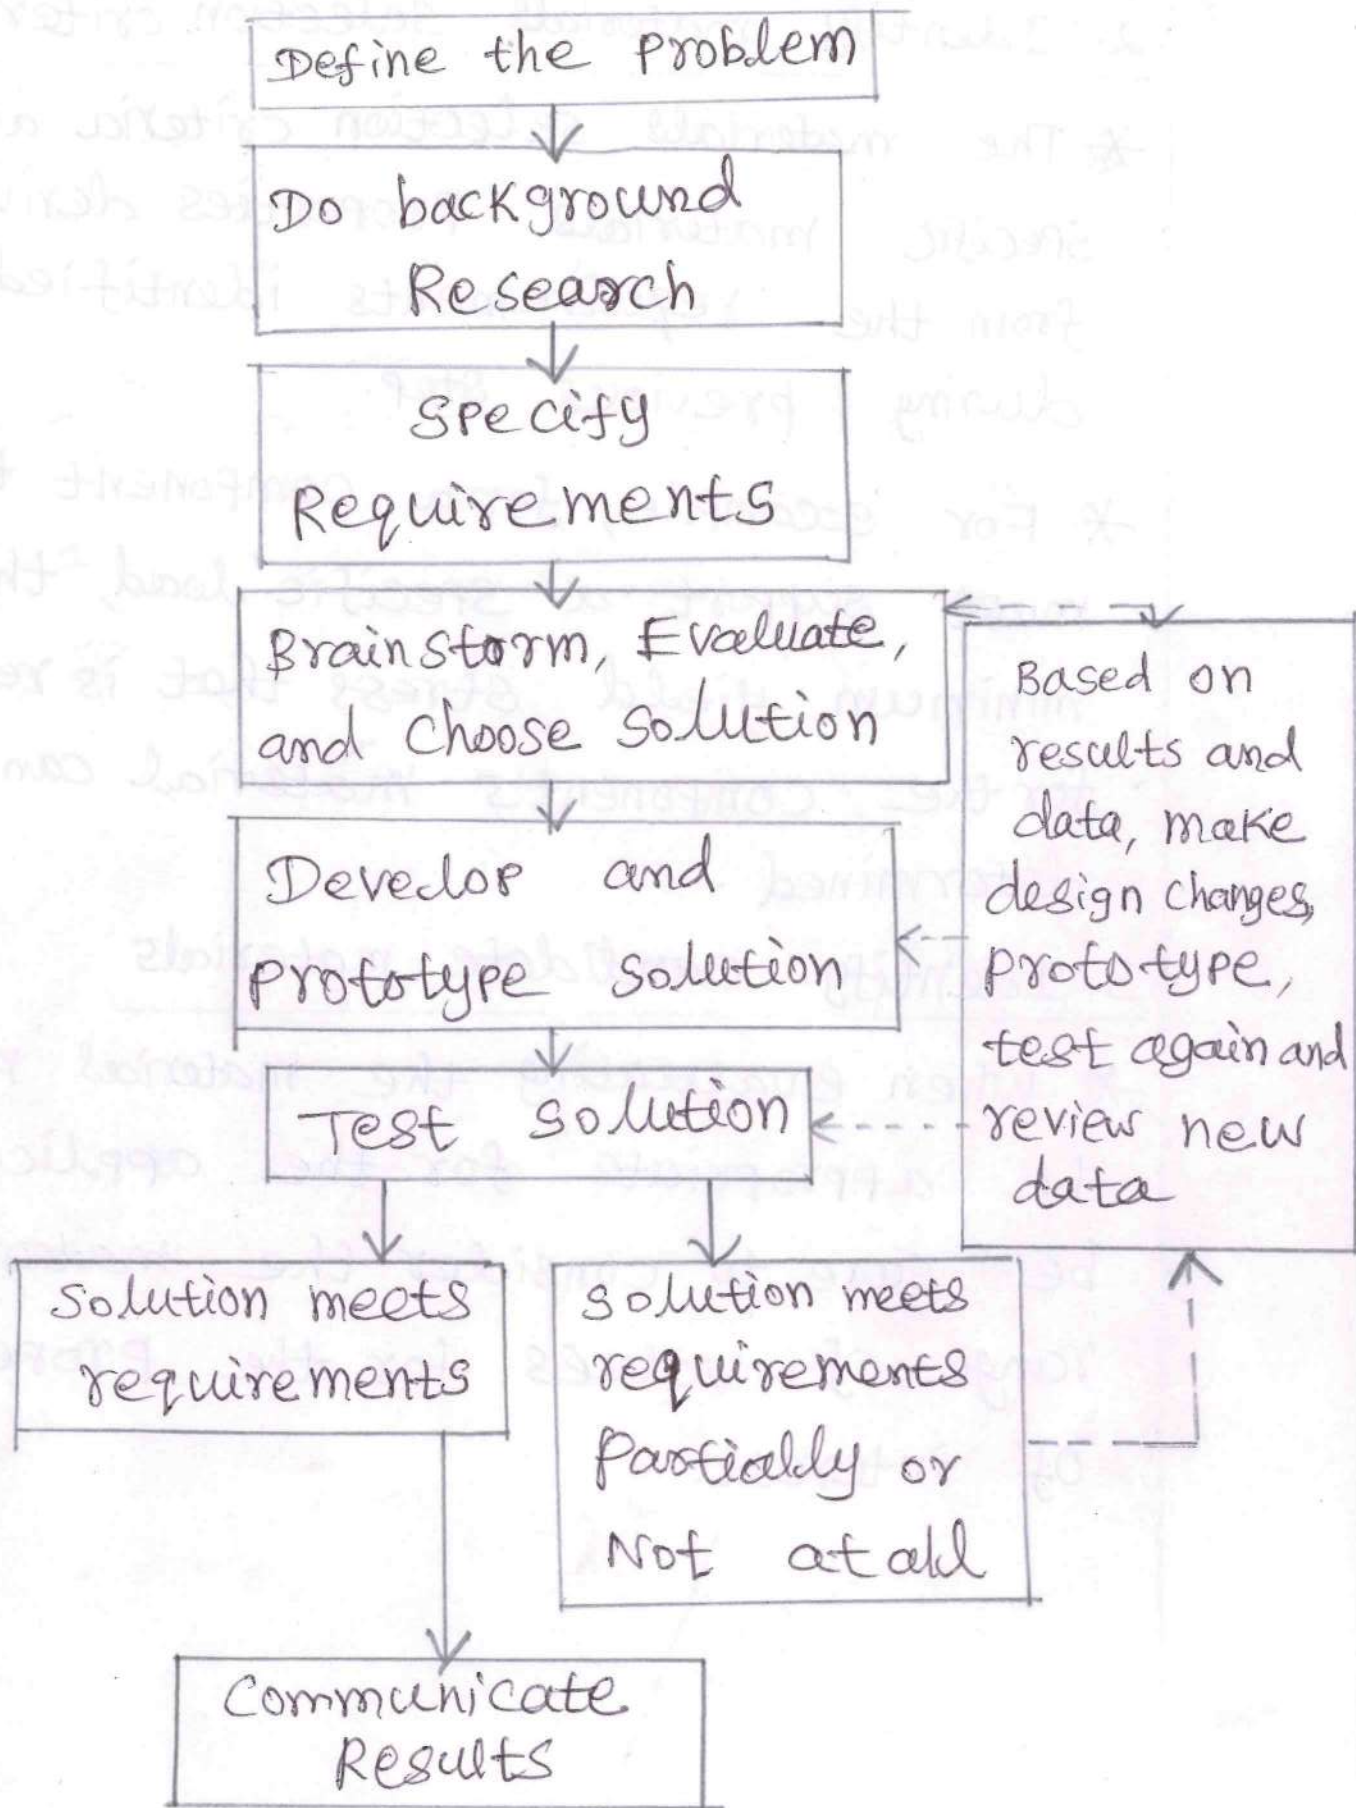 Define the Problem
Do background
Research
Specify
Requirements
Brainstorm, Evaluate,
and Choose Solution
Based on
results and
data, make
design changes,
prototype,
test again and
review new
data
Develop and
prototype solution
Test solution
Solution meets
requirements
Solution meets
requirements
Partially or
Not at all
Communicate
Results